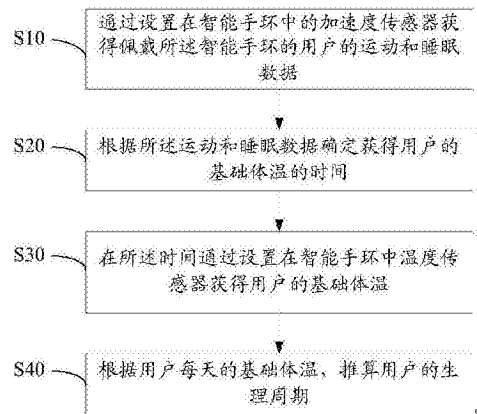 S10
通过设置在智能手环中的加速度传感器获
得佩戴所述智能手环的用户的运动和睡眠
数据
S20
根据所述运动和睡眠数据确定获得用户的
基础体温的时间
S30
在所述时间通过设置在智能手环中温度传
感器获得用户的基础体温
S40
根据用户每天的基础体温，推算用户的生
理周期